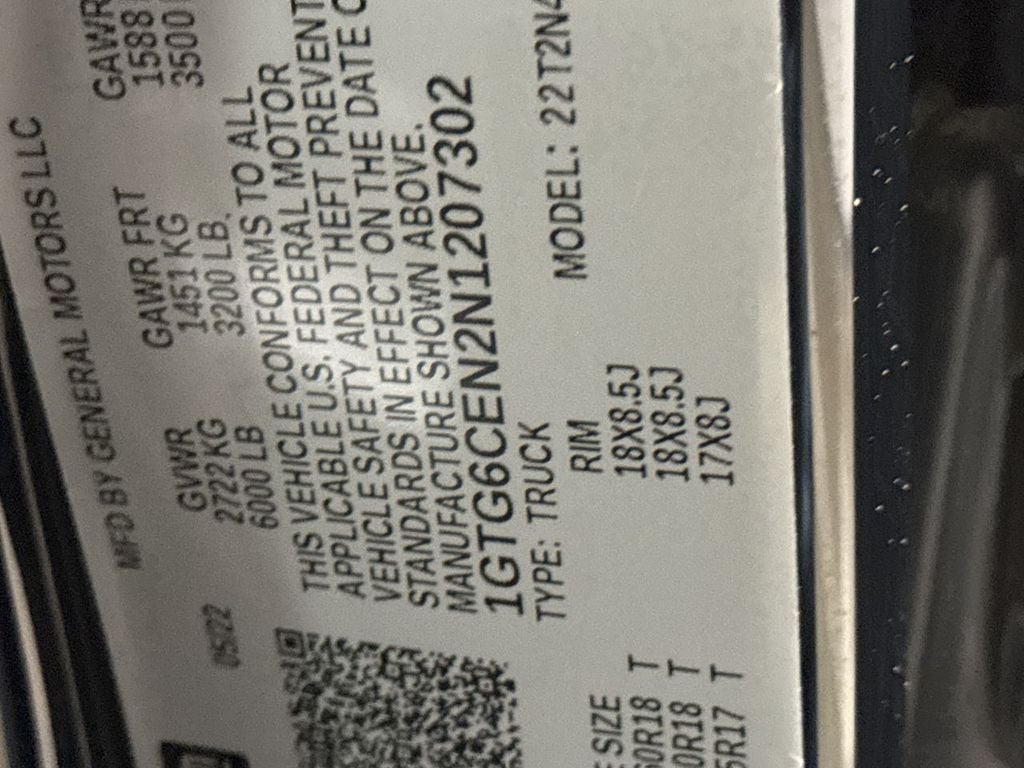 MFD BY GENERAL MOTORS LLC
05/22
GVWR GAWR FRT GAWR
2722 KG 1451 KG 1588
6000 LB 3200 LB. 3500
THIS VEHICLE CONFORMS TO ALL
APPLICABLE U.S. FEDERAL MOTOR
VEHICLE SAFETY AND THEFT PREVENT
STANDARDS IN EFFECT ON THE DATE O
MANUFACTURE SHOWN ABOVE.
1GTG6CEN2N1207302
TYPE: TRUCK MODEL: 22T2N4
SIZE RIM
0R18 T 18X8.5J
0R18 T 18X8.5J
5R17 T 17X8J